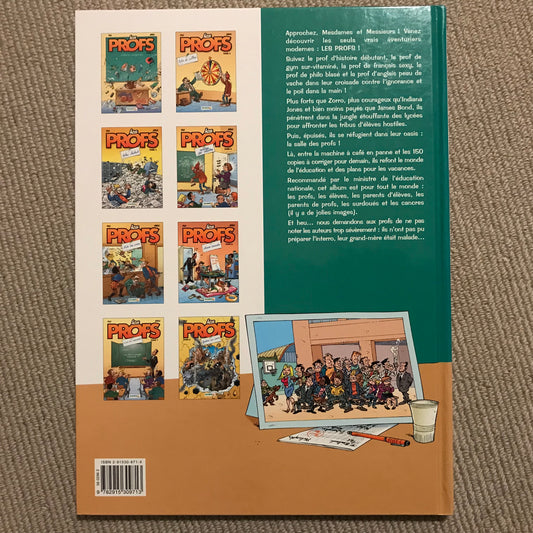 Approchez, Mesdames et Messieurs ! Venez
découvrir les seuls vrais aventuriers
modernes : LES PROFS !
Suivez le prof d'histoire débutant, le prof de
gym sur-vitaminé, la prof de français sexy, le
prof de philo blasé et la prof d'anglais peau de
vache dans leur croisade contre l'ignorance et
le poil dans la main !
Plus forts que Zorro, plus courageux qu'Indiana
Jones et bien moins payés que James Bond, ils
pénètrent dans la jungle étouffante des lycées
pour affronter les tribus d'élèves hostiles.
Puis, épuisés, ils se réfugient dans leur oasis :
la salle des profs !
Là, entre la machine à café en panne et les 150
copies à corriger pour demain, ils refont le monde
de l'éducation et des plans pour les vacances.
Recommandé par le ministre de l'éducation
nationale, cet album est pour tout le monde :
les profs, les élèves, les parents d'élèves, les
parents de profs, les surdoués et les cancres
(il y a de jolies images).
Et heu... nous demandons aux profs de ne pas
noter les auteurs trop sévèrement : ils n'ont pas pu
préparer l'interro, leur grand-mère était malade...
Les PROFS
Les PROFS
Les PROFS
Les PROFS
Les PROFS
Les PROFS
Les PROFS
Les PROFS
9 782915 309713